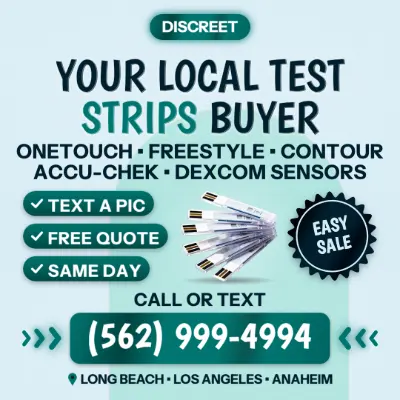 DISCREET
YOUR LOCAL TEST
STRIPS BUYER
ONETOUCH ▪ FREESTYLE ▪ CONTOUR
ACCU-CHEK ▪ DEXCOM SENSORS
✓ TEXT A PIC
✓ FREE QUOTE
✓ SAME DAY
EASY
SALE
CALL OR TEXT
(562) 999-4994
LONG BEACH ▪ LOS ANGELES ▪ ANAHEIM